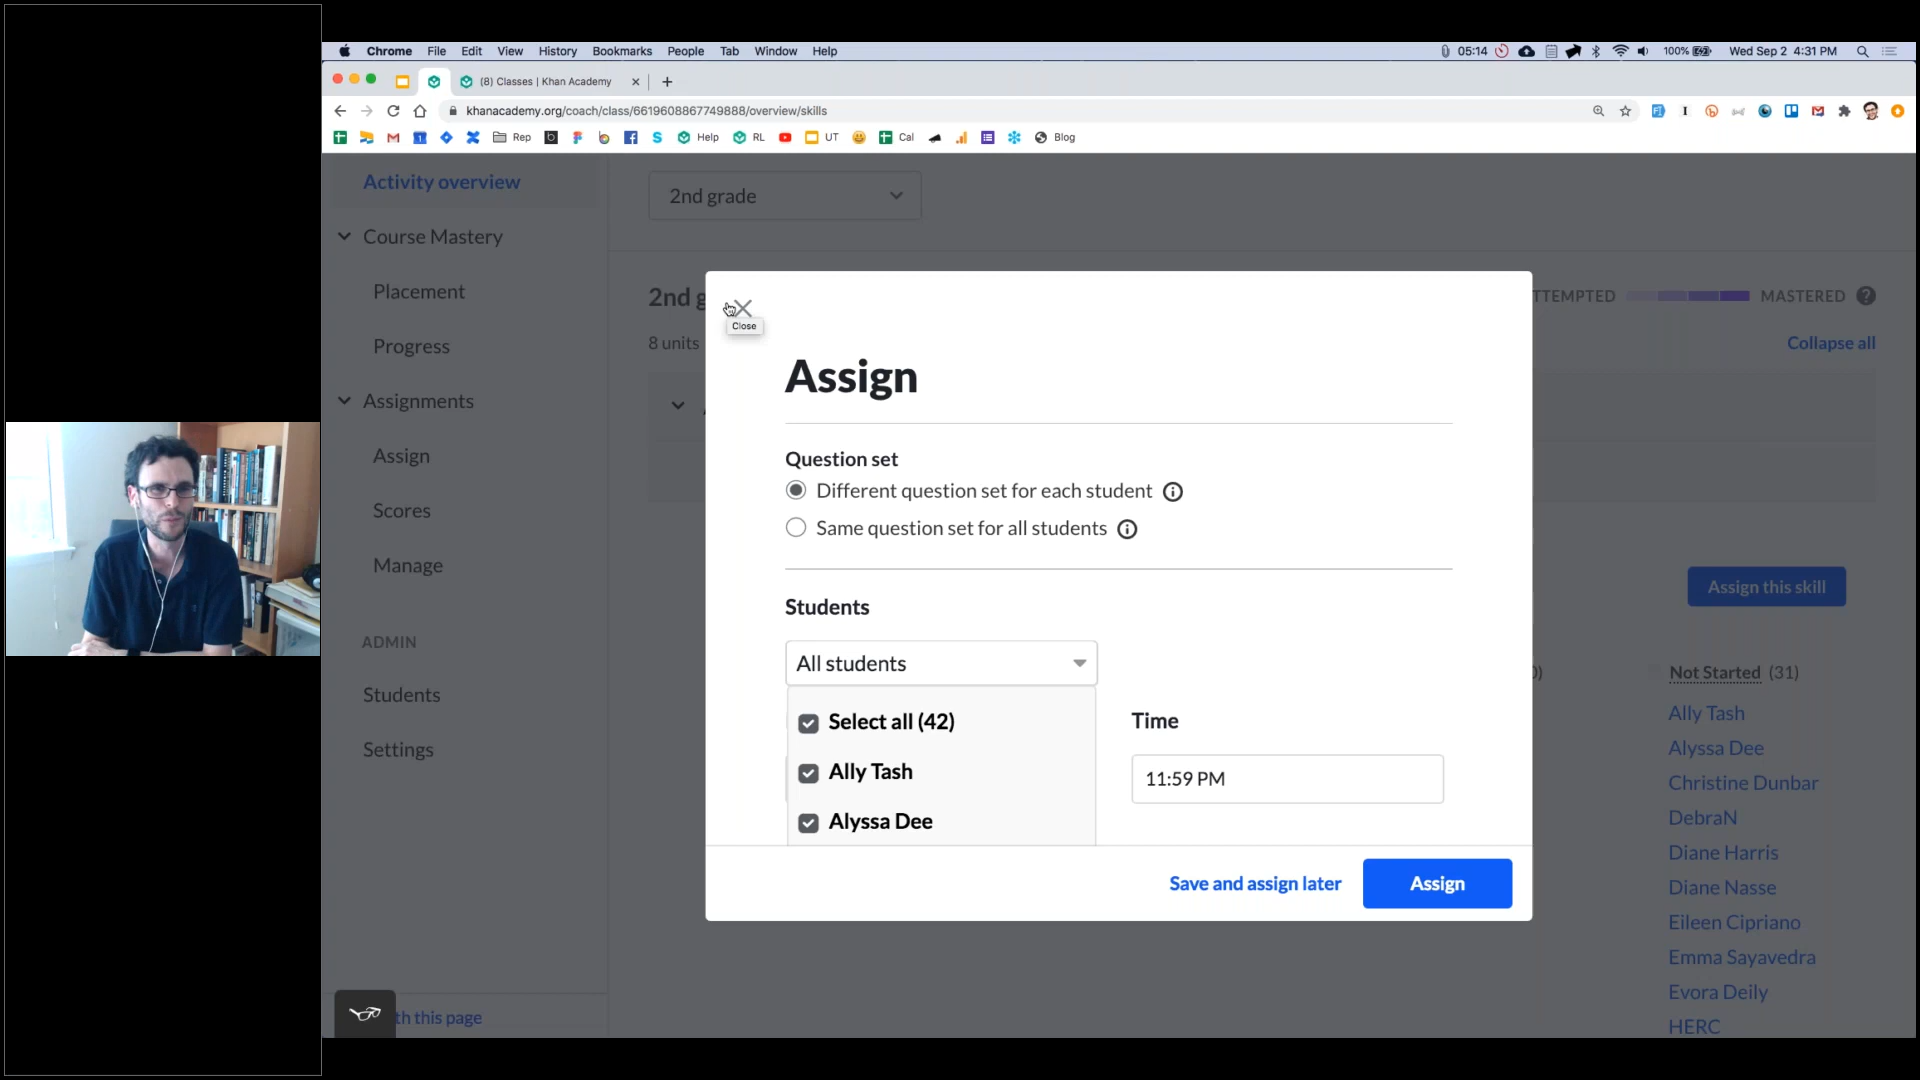 Chrome File Edit View History Bookmarks People Tab Window Help
05:14
100%
Wed Sep 2 4:31 PM
(8) Classes | Khan Academy
khanacademy.org/coach/class/6619608867749888/overview/skills
Rep
Help
RL
UT
Cal
Blog
Activity overview
Course Mastery
Placement
Progress
Assignments
Assign
Scores
Manage
ADMIN
Students
Settings
th this page
2nd grade
2nd g
8 units
TTEMPTED
MASTERED
Collapse all
Close
Assign
Question set
Different question set for each student
Same question set for all students
Students
All students
Select all (42)
Ally Tash
Alyssa Dee
Time
11:59 PM
Save and assign later
Assign
Assign this skill
Not Started (31)
Ally Tash
Alyssa Dee
Christine Dunbar
DebraN
Diane Harris
Diane Nasse
Eileen Cipriano
Emma Sayavedra
Evora Deily
HERC